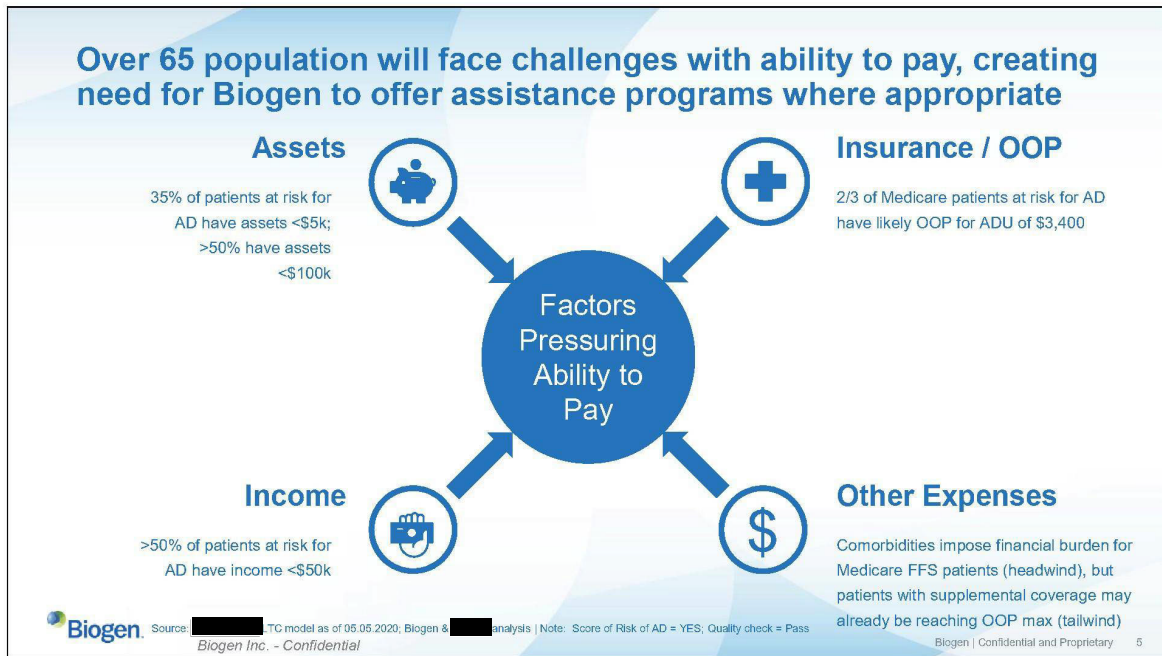 Over 65 population will face challenges with ability to pay, creating
need for Biogen to offer assistance programs where appropriate
Assets
35% of patients at risk for
AD have assets <$5k;
>50% have assets
<$100k
Insurance / OOP
2/3 of Medicare patients at risk for AD
have likely OOP for ADU of $3,400
Factors
Pressuring
Ability to
Pay
Income
>50% of patients at risk for
AD have income <$50k
$
Other Expenses
Comorbidities impose financial burden for
Medicare FFS patients (headwind), but
patients with supplemental coverage may
already be reaching OOP max (tailwind)
Biogen.
Source: LTC model as of 05.05.2020; Biogen & analysis | Note: Score of Risk of AD = YES; Quality check = Pass
Biogen Inc. - Confidential
Biogen | Confidential and Proprietary 5